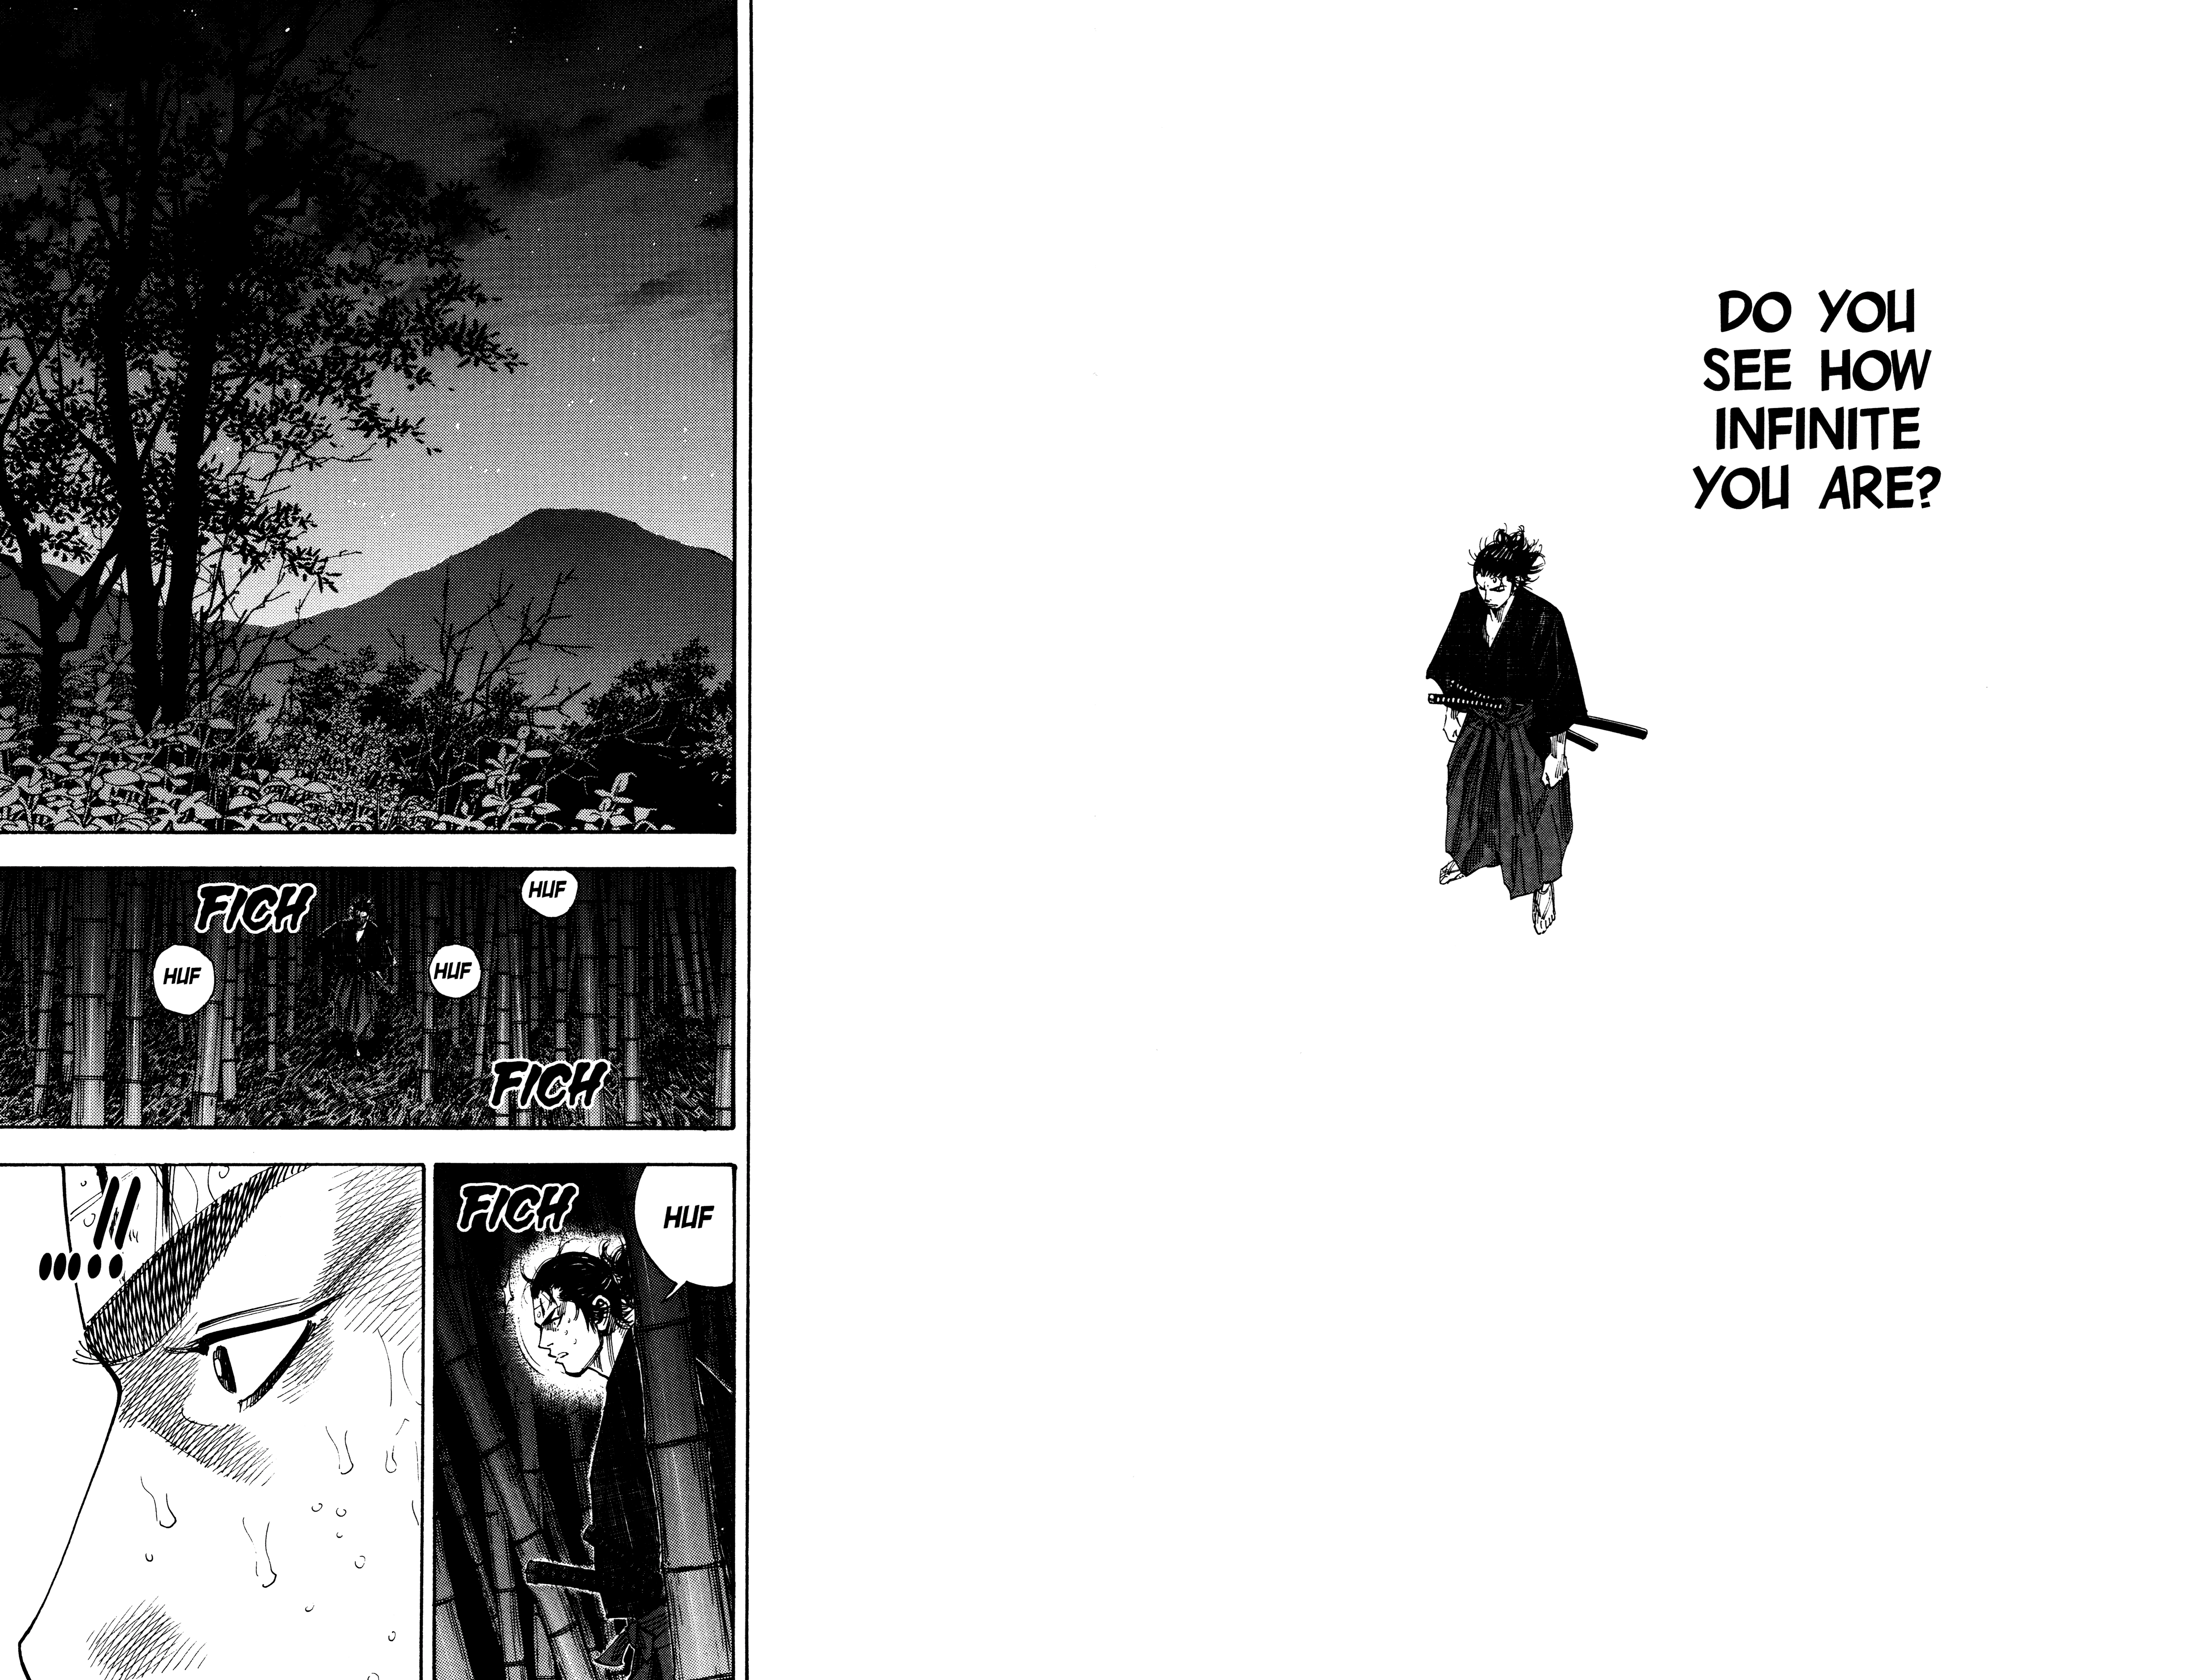 DO YOU
SEE HOW
INFINITE
YOU ARE?
HUF
FICH
HUF
HUF
FICH
HUF
FICH
!!